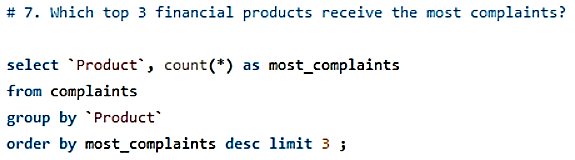 # 7. Which top 3 financial products receive the most complaints?
select `Product`, count(*) as most_complaints
from complaints
group by `Product`
order by most_complaints desc limit 3 ;